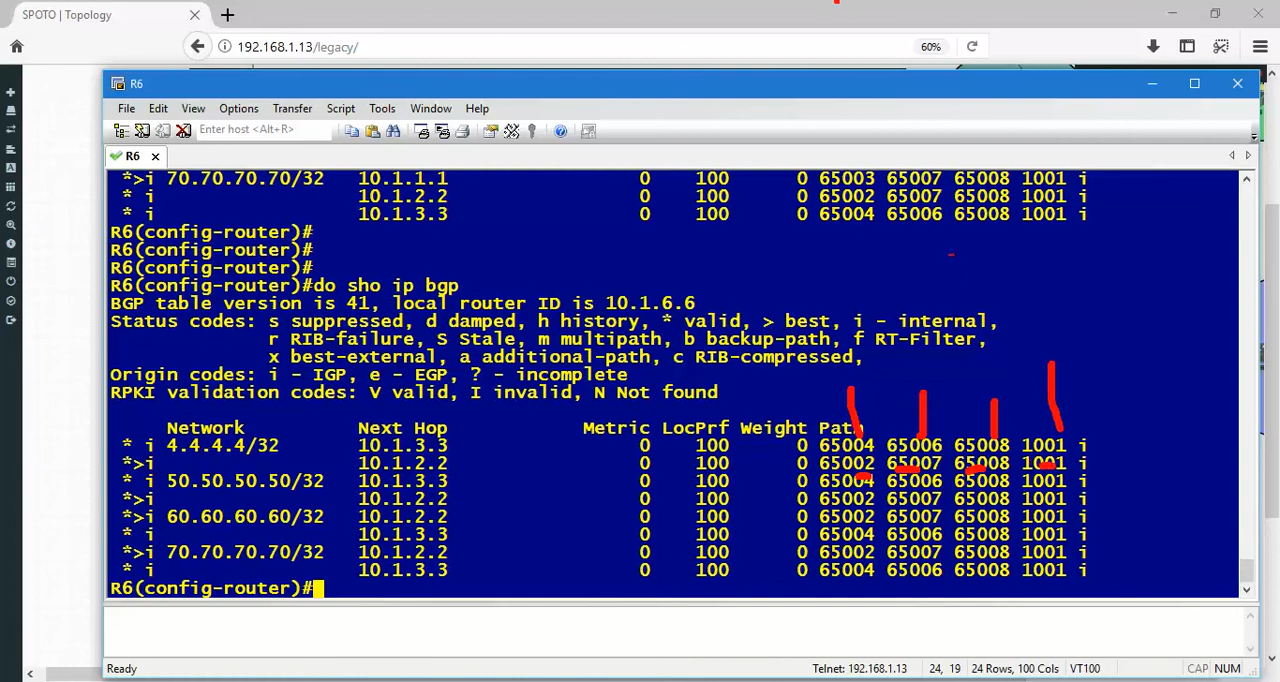 SPOTO | Topology
192.168.1.13/legacy/
60%
R6
File Edit View Options Transfer Script Tools Window Help
Enter host <Alt+R>
R6
*>i 70.70.70.70/32 10.1.1.1 0 100 0 65003 65007 65008 1001 i
* i 10.1.2.2 0 100 0 65002 65007 65008 1001 i
* i 10.1.3.3 0 100 0 65004 65006 65008 1001 i
R6(config-router)#
R6(config-router)#
R6(config-router)#
R6(config-router)#do sho ip bgp
BGP table version is 41, local router ID is 10.1.6.6
Status codes: s suppressed, d damped, h history, * valid, > best, i - internal,
r RIB-failure, S Stale, m multipath, b backup-path, f RT-Filter,
x best-external, a additional-path, c RIB-compressed,
Origin codes: i - IGP, e - EGP, ? - incomplete
RPKI validation codes: V valid, I invalid, N Not found
Network Next Hop Metric LocPrf Weight Path
* i 4.4.4.4/32 10.1.3.3 0 100 0 65004 65006 65008 1001 i
*>i 10.1.2.2 0 100 0 65002 65007 65008 1001 i
* i 50.50.50.50/32 10.1.3.3 0 100 0 65004 65006 65008 1001 i
*>i 10.1.2.2 0 100 0 65002 65007 65008 1001 i
*>i 60.60.60.60/32 10.1.2.2 0 100 0 65002 65007 65008 1001 i
* i 10.1.3.3 0 100 0 65004 65006 65008 1001 i
*>i 70.70.70.70/32 10.1.2.2 0 100 0 65002 65007 65008 1001 i
* i 10.1.3.3 0 100 0 65004 65006 65008 1001 i
R6(config-router)#
Ready Telnet: 192.168.1.13 24, 19 24 Rows, 100 Cols VT100 CAP NUM